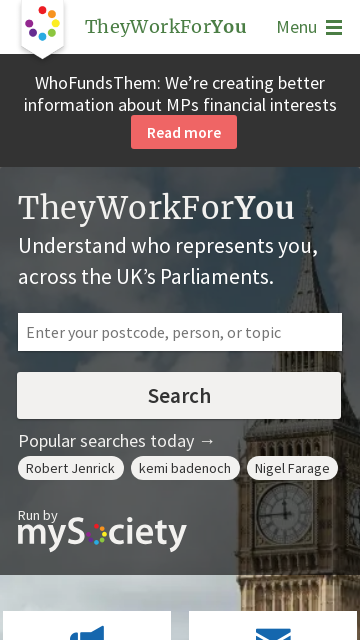 TheyWorkForYou
Menu
WhoFundsThem: We’re creating better
information about MPs financial interests
Read more
TheyWorkForYou
Understand who represents you,
across the UK’s Parliaments.
Enter your postcode, person, or topic
Search
Popular searches today →
Robert Jenrick
kemi badenoch
Nigel Farage
Run by
mySociety